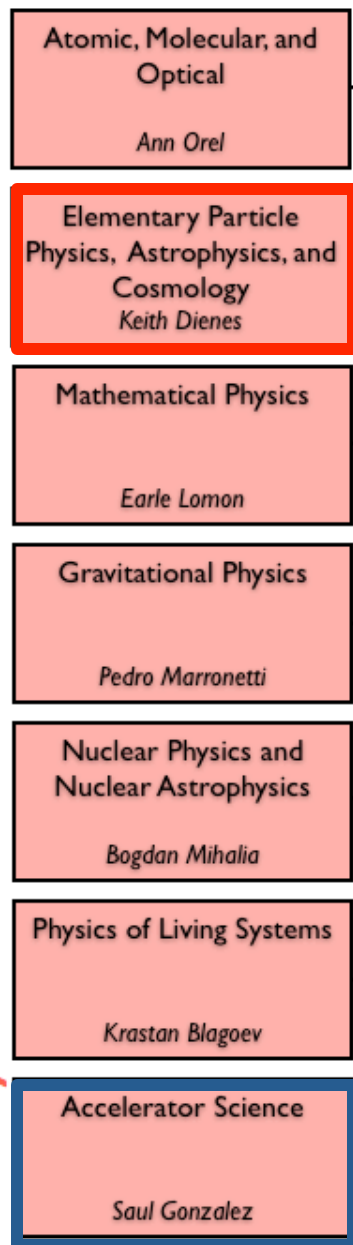 Atomic, Molecular, and
Optical
Ann Orel
Elementary Particle
Physics, Astrophysics, and
Cosmology
Keith Dienes
Mathematical Physics
Earle Lomon
Gravitational Physics
Pedro Marronetti
Nuclear Physics and
Nuclear Astrophysics
Bogdan Mihalia
Physics of Living Systems
Krastan Blagoev
Accelerator Science
Saul Gonzalez